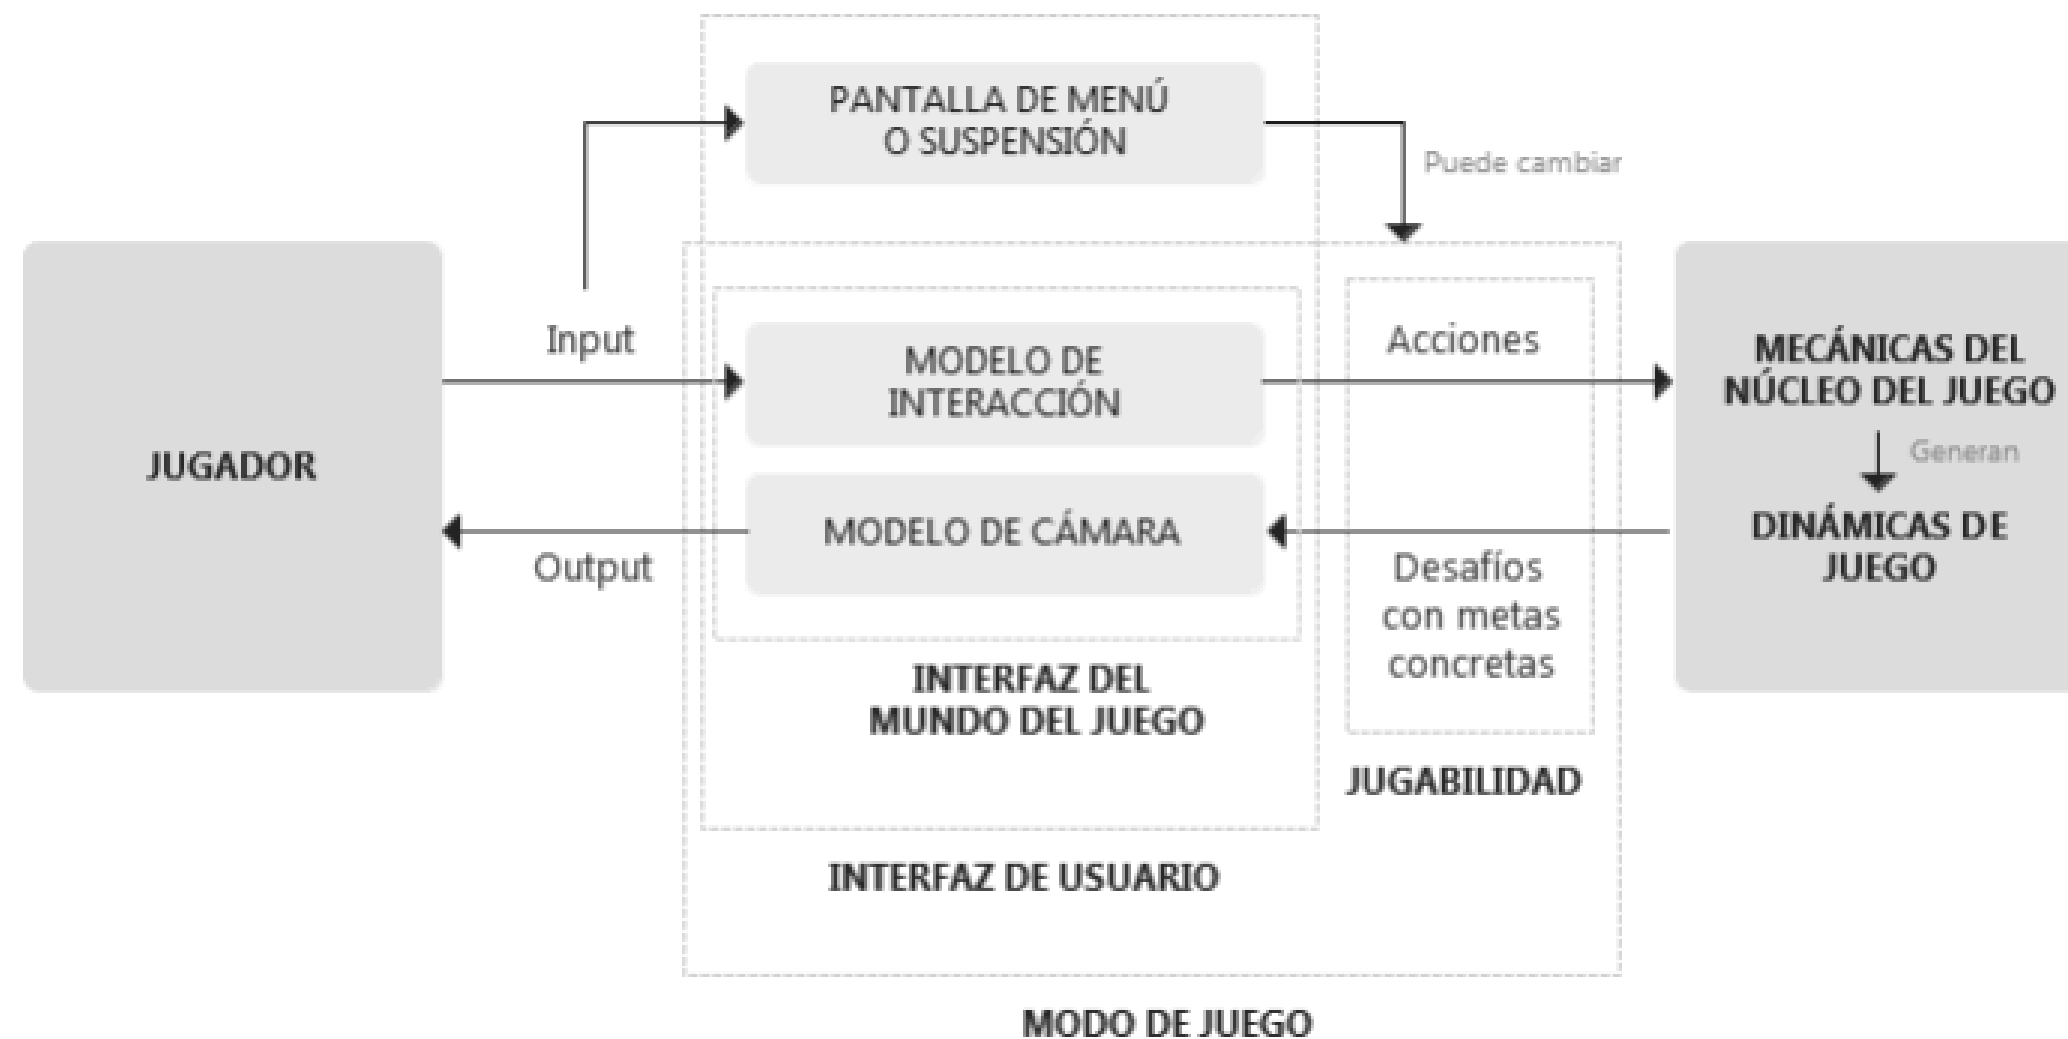 PANTALLA DE MENÚ
O SUSPENSIÓN
Puede cambiar
Input
MODELO DE
INTERACCIÓN
Acciones
MECÁNICAS DEL
NÚCLEO DEL JUEGO
Generan
JUGADOR
MODELO DE CÁMARA
DINÁMICAS DE
JUEGO
Output
Desafíos
con metas
concretas
INTERFAZ DEL
MUNDO DEL JUEGO
JUGABILIDAD
INTERFAZ DE USUARIO
MODO DE JUEGO